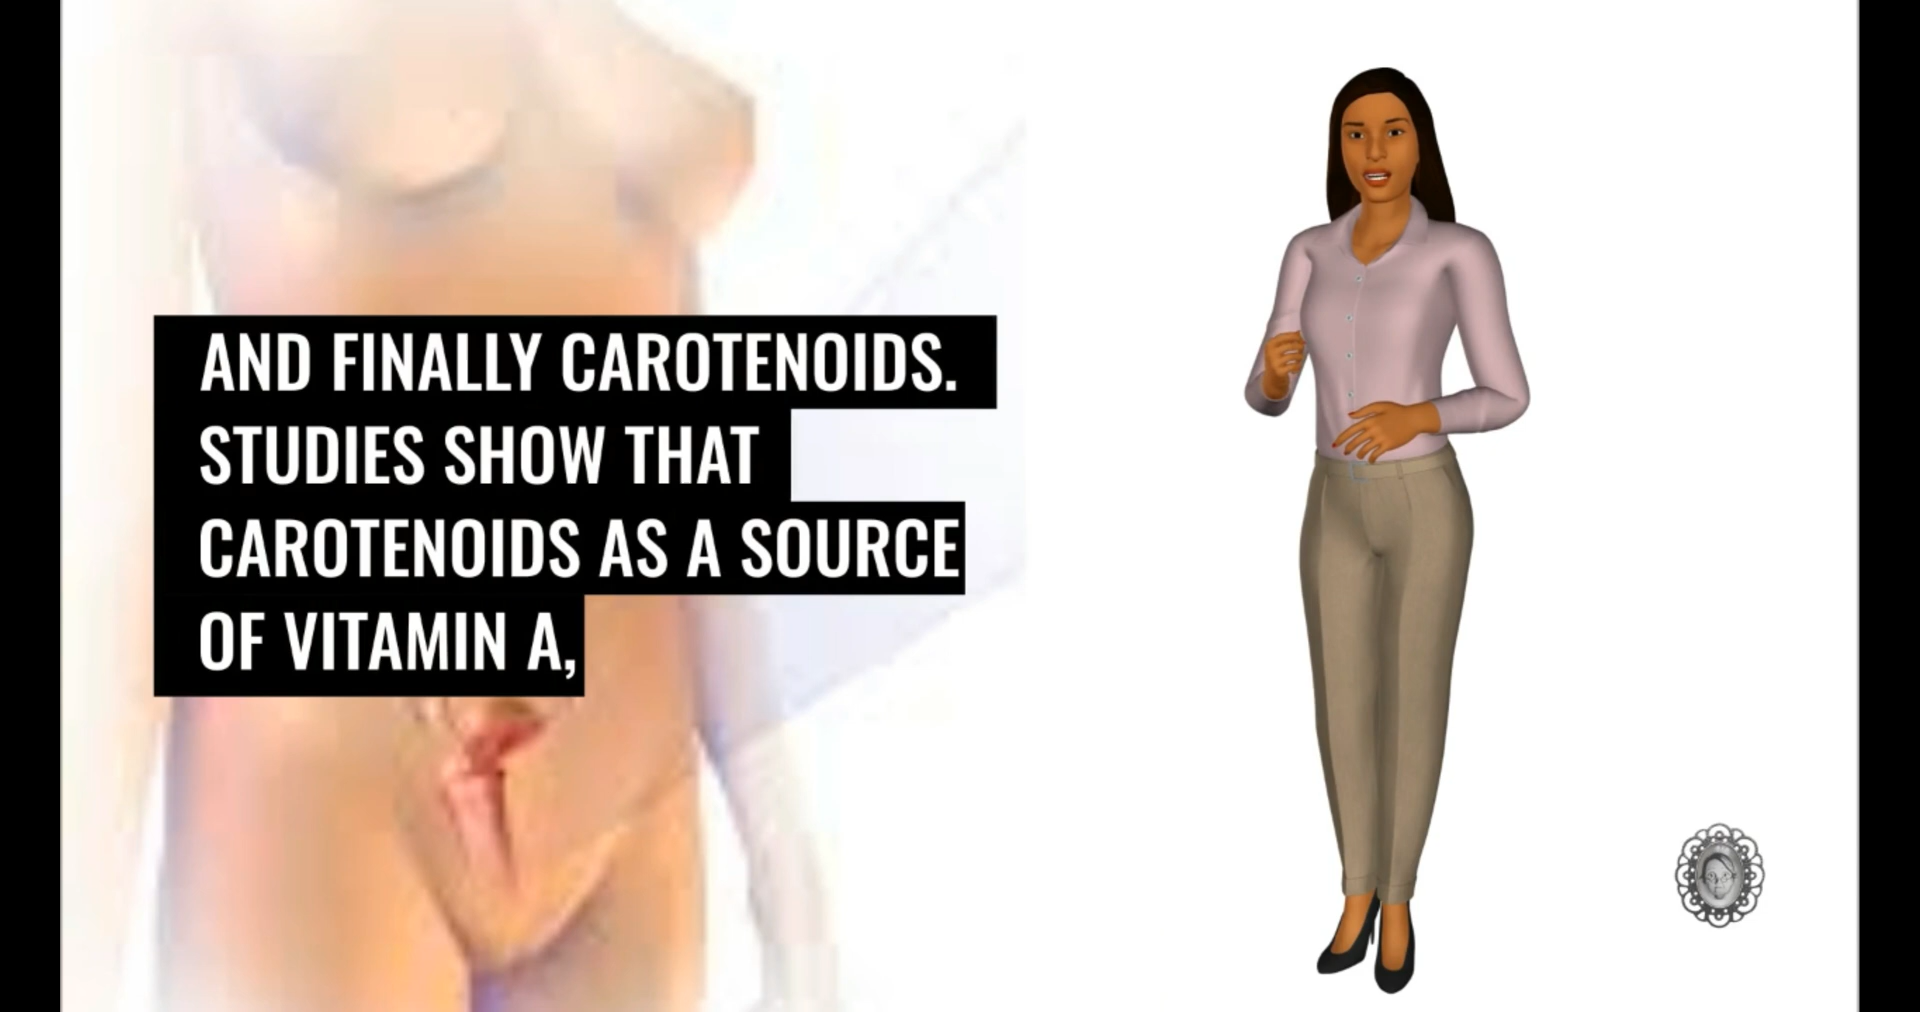 AND FINALLY CAROTENOIDS.
STUDIES SHOW THAT
CAROTENOIDS AS A SOURCE
OF VITAMIN A,